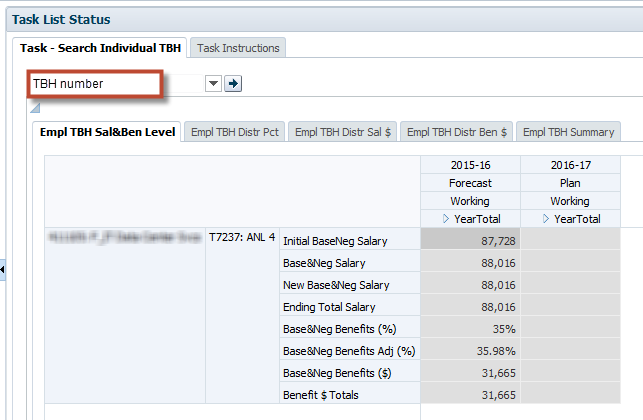 Task List Status
Task - Search Individual TBH Task Instructions
TBH number
Empl TBH Sal&Ben Level Empl TBH Distr Pct Empl TBH Distr Sal $ Empl TBH Distr Ben $ Empl TBH Summary
2015-16 2016-17
Forecast Plan
Working Working
YearTotal YearTotal
T7237: ANL 4 Initial BaseNeg Salary 87,728
Base&Neg Salary 88,016
New Base&Neg Salary 88,016
Ending Total Salary 88,016
Base&Neg Benefits (%) 35%
Base&Neg Benefits Adj (%) 35.98%
Base&Neg Benefits ($) 31,665
Benefit $ Totals 31,665